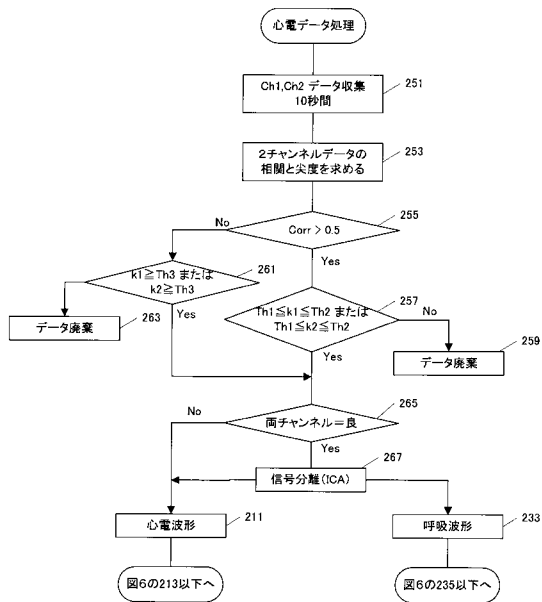 心電データ処理
Ch1,Ch2 データ収集
10秒間
251
2チャンネルデータの
相関と尖度を求める
253
Corr > 0.5
255
No
Yes
k1≧Th3 または
k2≧Th3
261
Yes
データ廃棄
263
Th1≦k1≦Th2 または
Th1≦k2≦Th2
257
No
Yes
データ廃棄
259
両チャンネル＝良
265
No
Yes
信号分離(ICA)
267
心電波形
211
呼吸波形
233
図6の213以下へ
図6の235以下へ